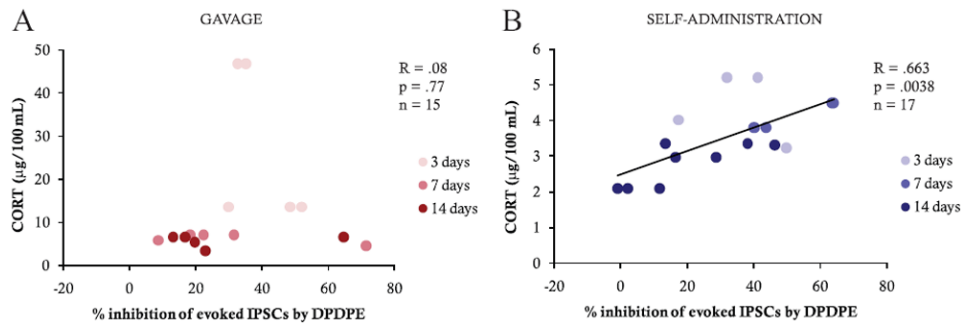 A
GAVAGE
50
40
30
20
10
0
CORT (µg/100 mL)
-20
0
20
40
60
80
% inhibition of evoked IPSCs by DPDPE
R = .08
p = .77
n = 15
3 days
7 days
14 days
B
SELF-ADMINISTRATION
6
5
4
3
2
1
0
CORT (µg/100 mL)
-20
0
20
40
60
80
% inhibition of evoked IPSCs by DPDPE
R = .663
p = .0038
n = 17
3 days
7 days
14 days